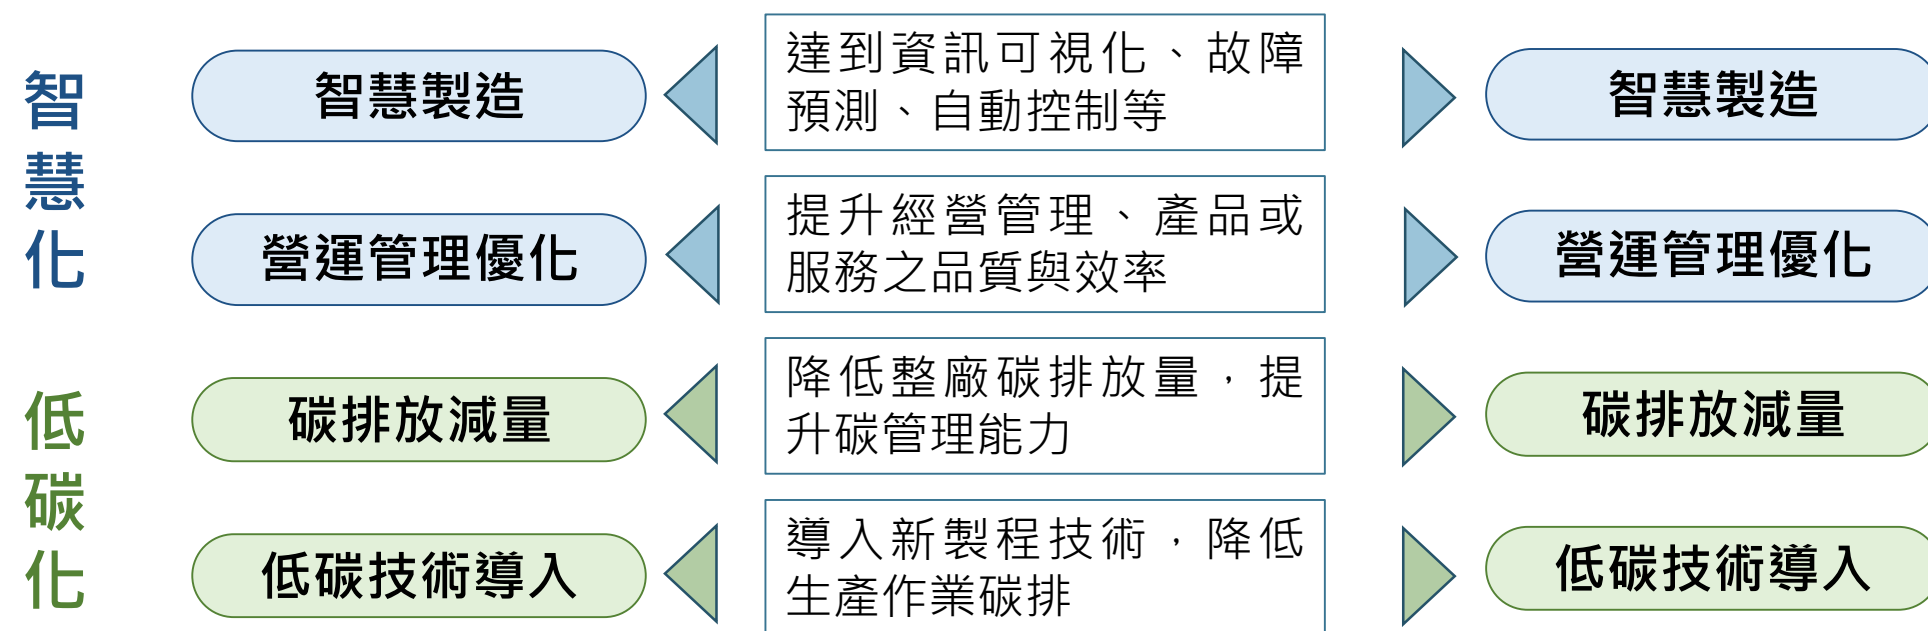 智慧化
智慧製造
達到資訊可視化、故障
預測、自動控制等
智慧製造
營運管理優化
提升經營管理、產品或
服務之品質與效率
營運管理優化
低碳化
碳排放減量
降低整廠碳排放量，提
升碳管理能力
碳排放減量
低碳技術導入
導入新製程技術，降低
生產作業碳排
低碳技術導入